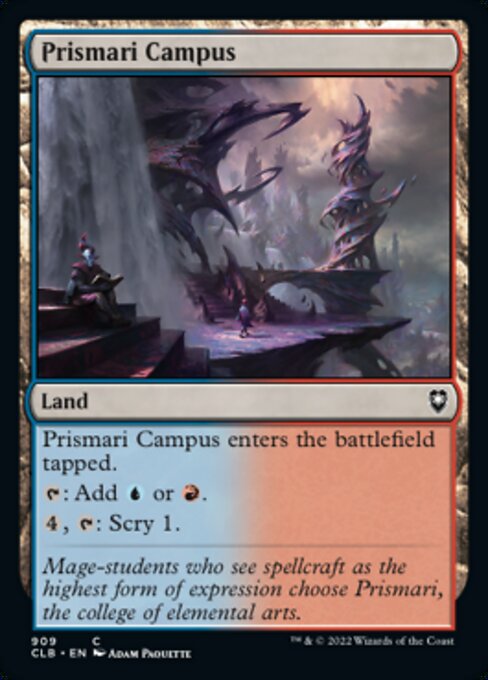 Prismari Campus
Land
Prismari Campus enters the battlefield
tapped.
: Add or .
4, : Scry 1.
Mage-students who see spellcraft as the
highest form of expression choose Prismari,
the college of elemental arts.
909 C
CLB • EN Adam Paquette
™ & © 2022 Wizards of the Coast